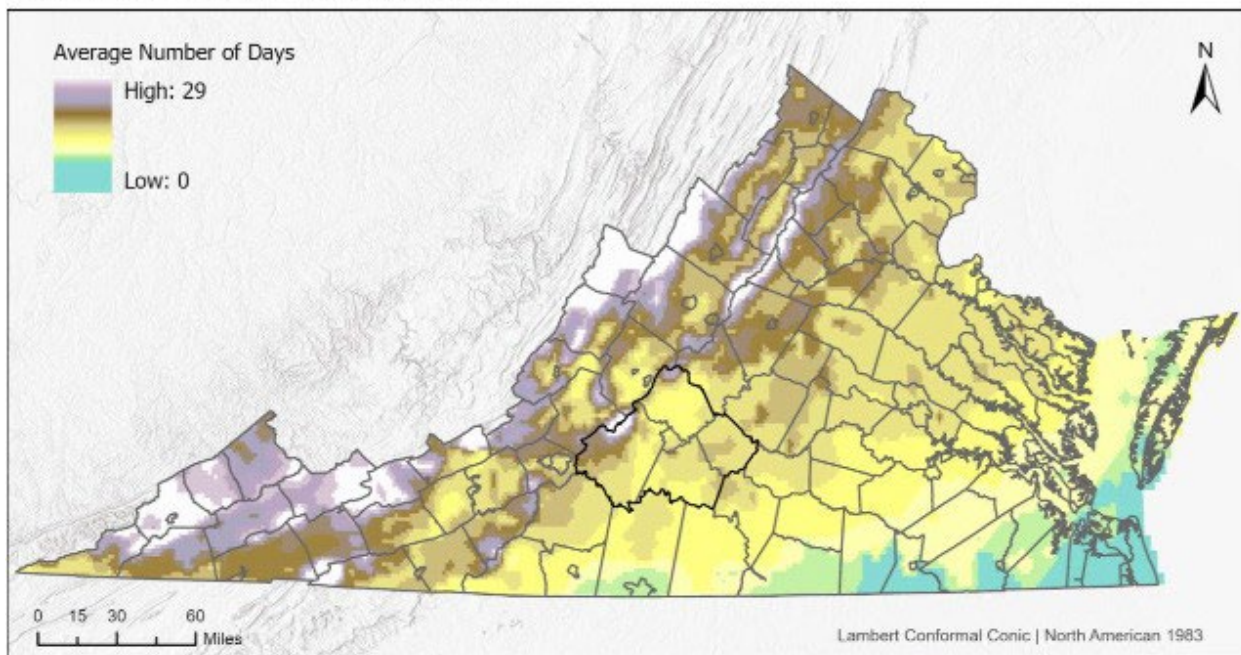 Average Number of Days
High: 29
Low: 0
N
0 15 30 60
Miles
Lambert Conformal Conic | North American 1983